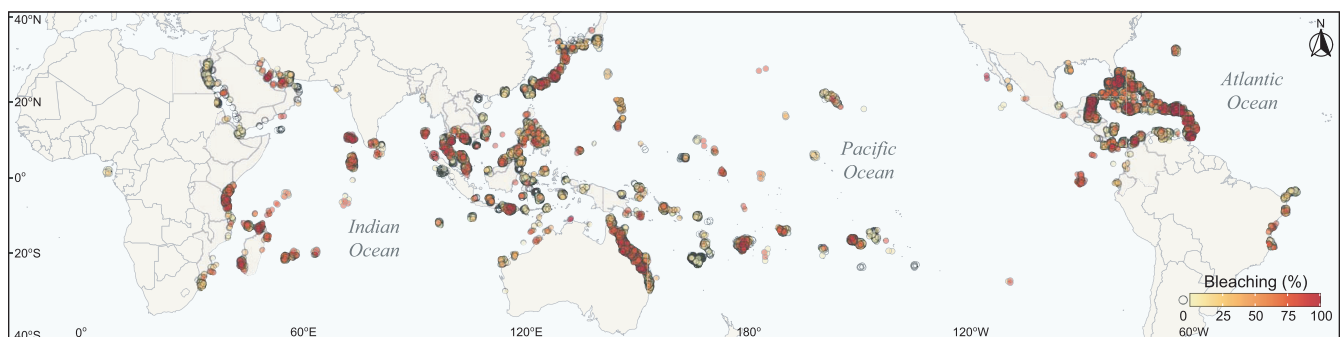 40°N
N
Atlantic
Ocean
20°N
Pacific
Ocean
0°
Indian
Ocean
20°S
Bleaching (%)
0 25 50 75 100
40°S 0° 60°E 120°E 180° 120°W 60°W